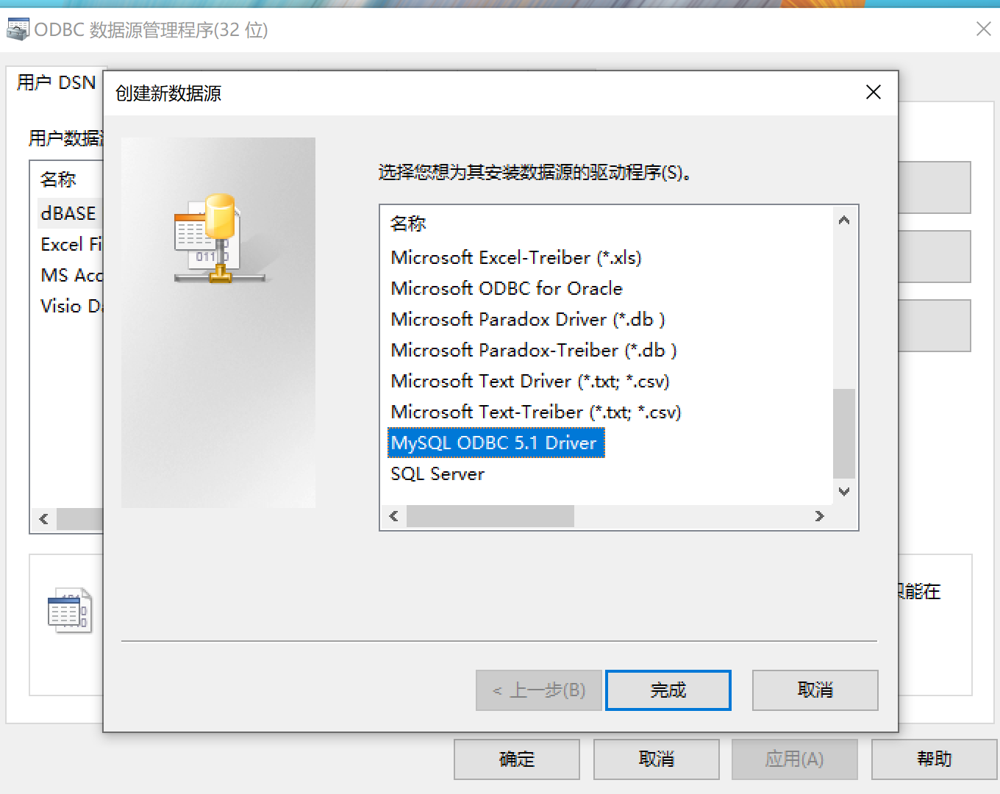 ODBC 数据源管理程序(32 位)
用户 DSN
创建新数据源
用户数据
名称
dBASE
Excel Fi
MS Acc
Visio Da
选择您想为其安装数据源的驱动程序(S)。
名称
Microsoft Excel-Treiber (*.xls)
Microsoft ODBC for Oracle
Microsoft Paradox Driver (*.db )
Microsoft Paradox-Treiber (*.db )
Microsoft Text Driver (*.txt; *.csv)
Microsoft Text-Treiber (*.txt; *.csv)
MySQL ODBC 5.1 Driver
SQL Server
能在
< 上一步(B)
完成
取消
确定
取消
应用(A)
帮助